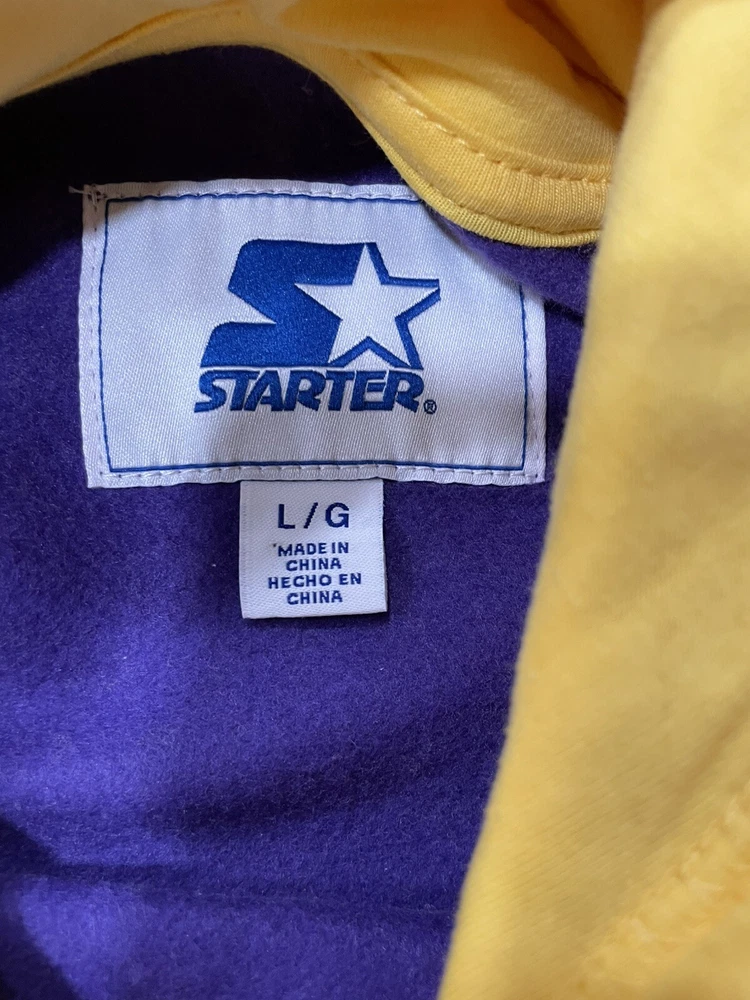 STARTER®
L/G
MADE IN
CHINA
HECHO EN
CHINA